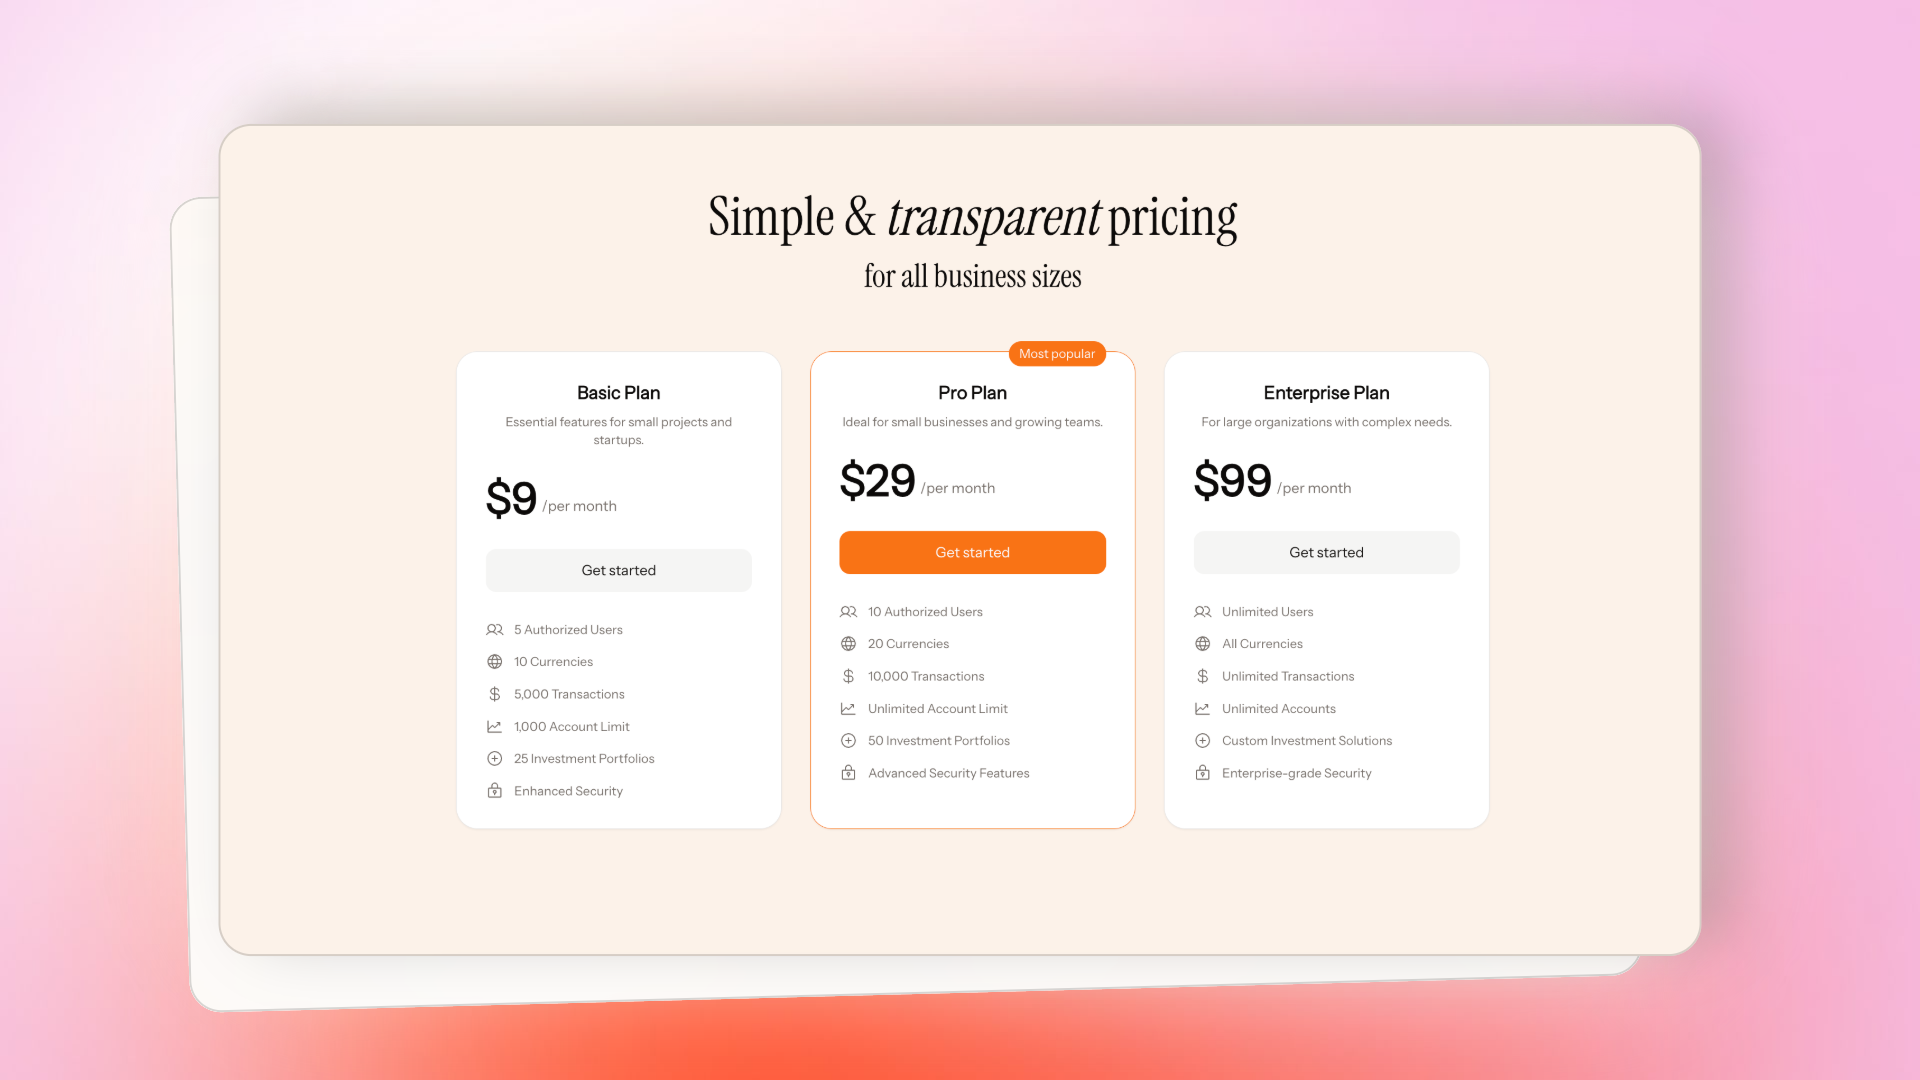 Simple & transparent pricing
for all business sizes
Basic Plan
Essential features for small projects and
startups.
$9 /per month
Get started
5 Authorized Users
10 Currencies
5,000 Transactions
1,000 Account Limit
25 Investment Portfolios
Enhanced Security
Most popular
Pro Plan
Ideal for small businesses and growing teams.
$29 /per month
Get started
10 Authorized Users
20 Currencies
10,000 Transactions
Unlimited Account Limit
50 Investment Portfolios
Advanced Security Features
Enterprise Plan
For large organizations with complex needs.
$99 /per month
Get started
Unlimited Users
All Currencies
Unlimited Transactions
Unlimited Accounts
Custom Investment Solutions
Enterprise-grade Security